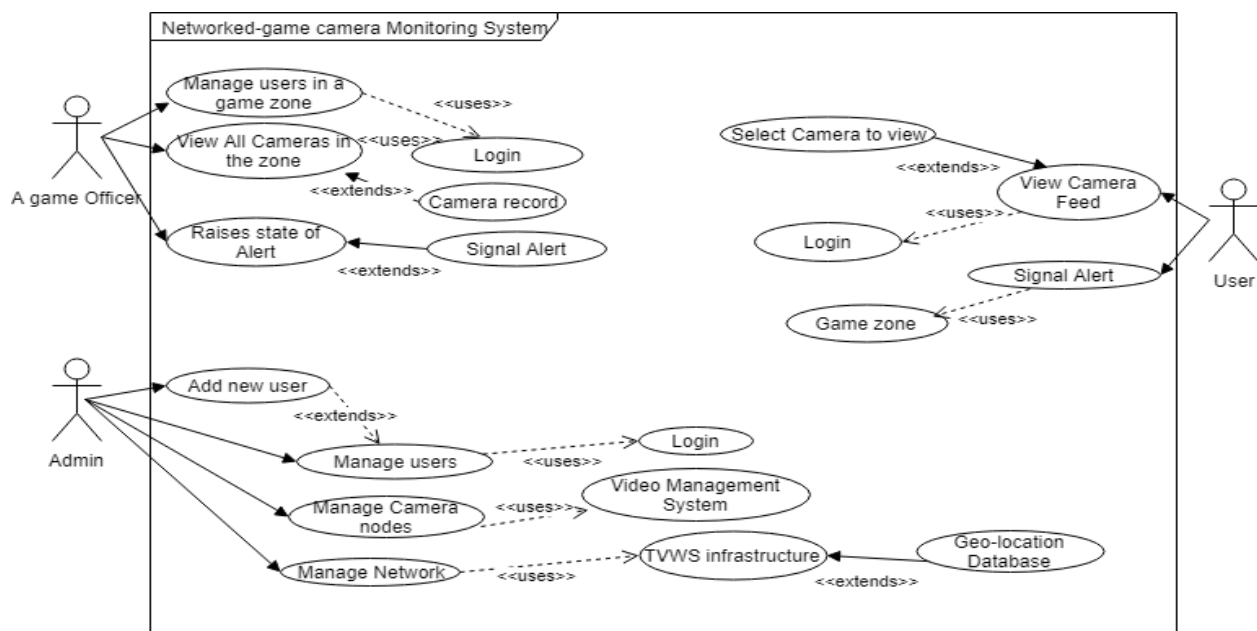 Networked-game camera Monitoring System
Manage users in a
game zone
<<uses>>
View All Cameras in
the zone
<<uses>>
Login
<<extends>>
Camera record
A game Officer
Raises state of
Alert
Signal Alert
<<extends>>
Select Camera to view
<<extends>>
View Camera
Feed
<<uses>>
Login
Signal Alert
User
Game zone
<<uses>>
Add new user
<<extends>>
Admin
Manage users
<<uses>>
Login
Manage Camera
nodes
<<uses>>
Video Management
System
Manage Network
<<uses>>
TVWS infrastructure
Geo-location
Database
<<extends>>